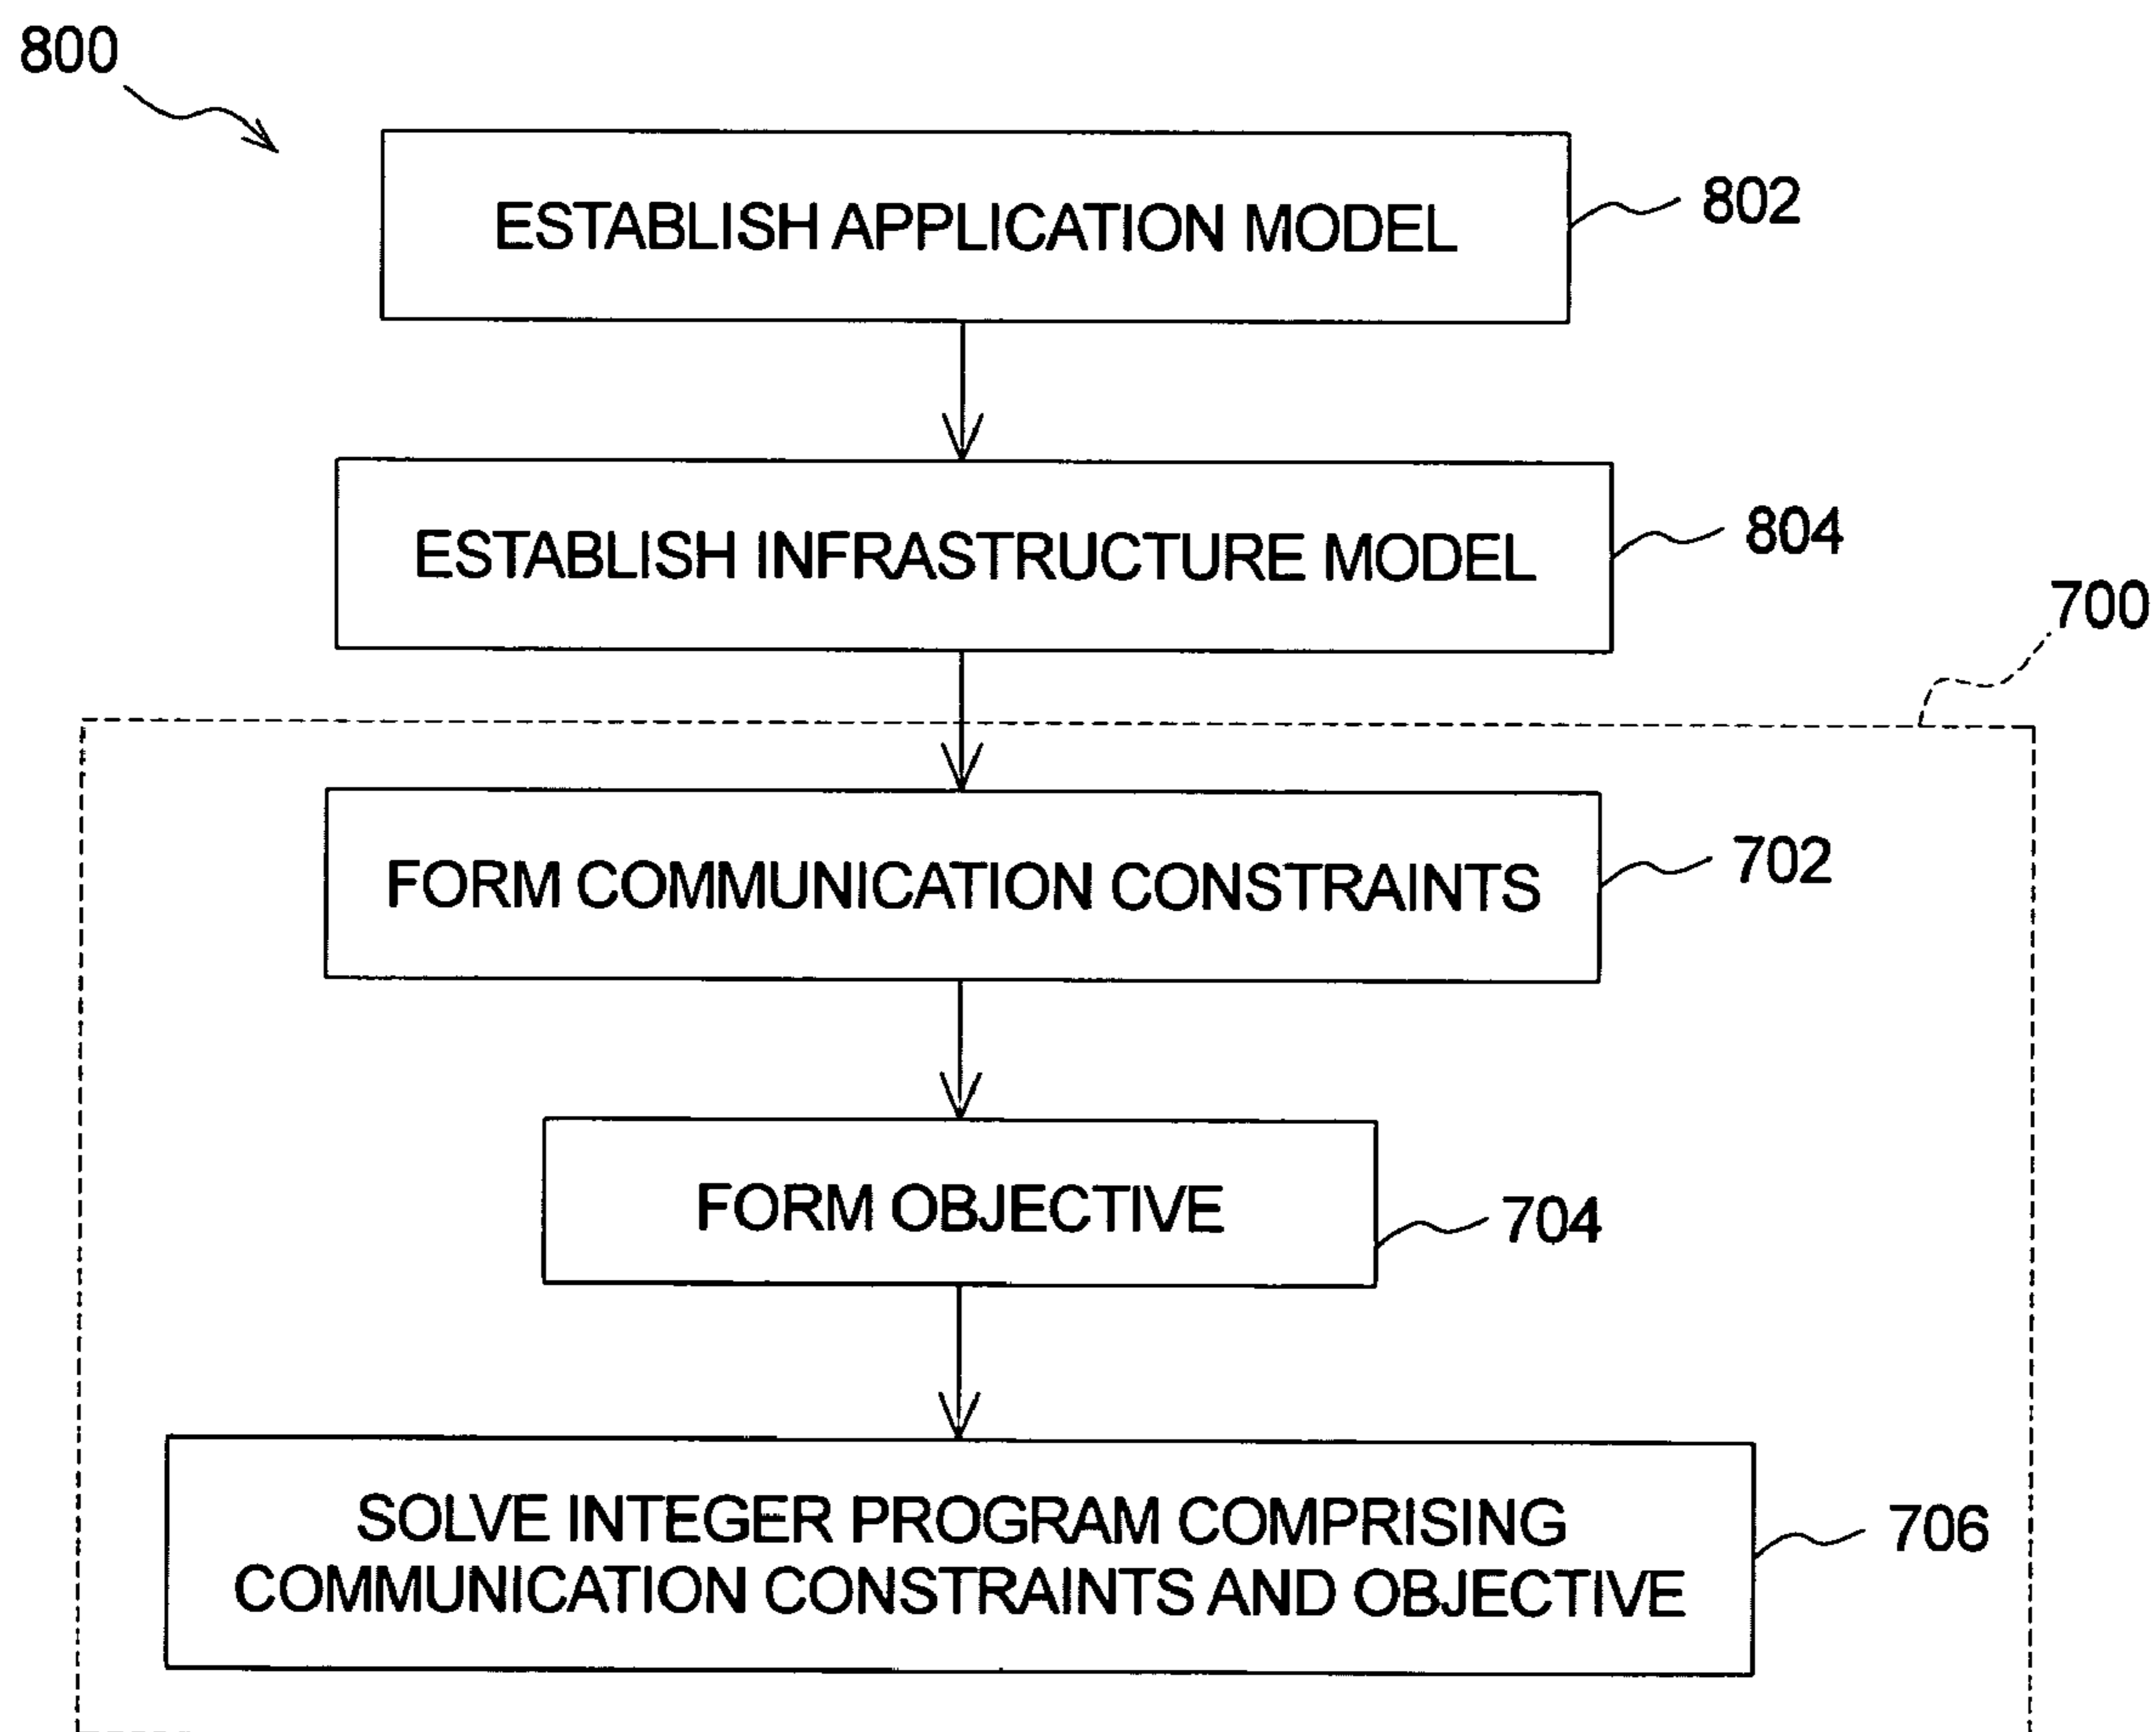 800
ESTABLISH APPLICATION MODEL
802
ESTABLISH INFRASTRUCTURE MODEL
804
700
FORM COMMUNICATION CONSTRAINTS
702
FORM OBJECTIVE
704
SOLVE INTEGER PROGRAM COMPRISING
COMMUNICATION CONSTRAINTS AND OBJECTIVE
706